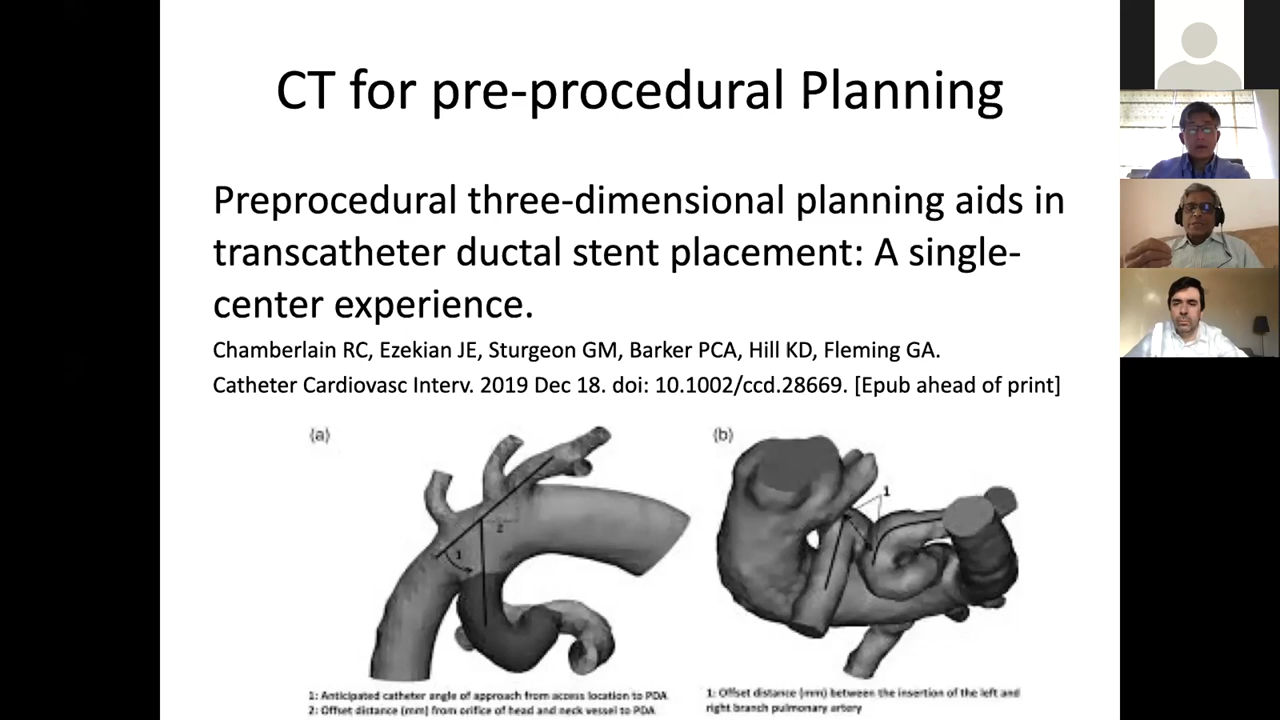 CT for pre-procedural Planning
Preprocedural three-dimensional planning aids in
transcatheter ductal stent placement: A single-
center experience.
Chamberlain RC, Ezekian JE, Sturgeon GM, Barker PCA, Hill KD, Fleming GA.
Catheter Cardiovasc Interv. 2019 Dec 18. doi: 10.1002/ccd.28669. [Epub ahead of print]
(a)
2
1
1: Anticipated catheter angle of approach from access location to PDA
2: Offset distance (mm) from orifice of head and neck vessel to PDA
(b)
1
1: Offset distance (mm) between the insertion of the left and
right branch pulmonary artery